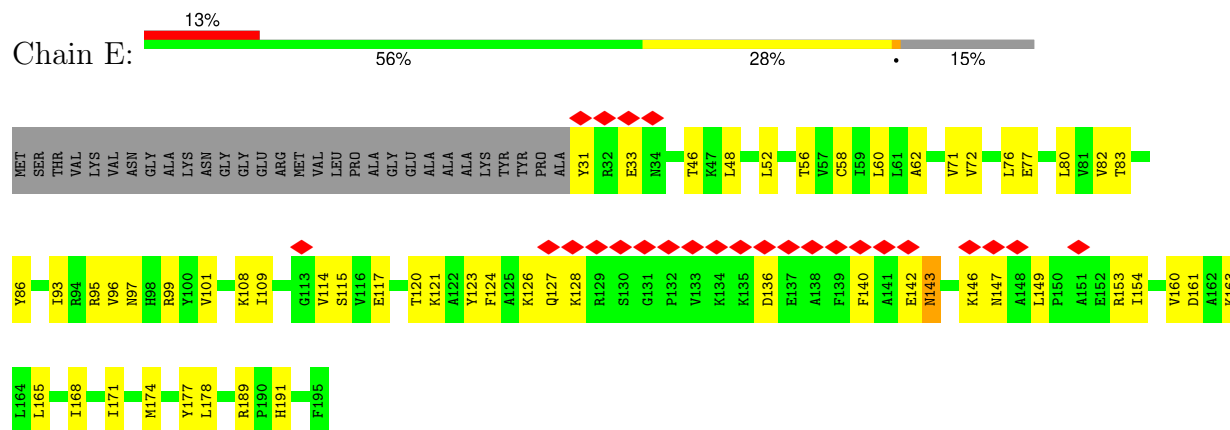 13%
Chain E:
56% 28% • 15%
MET SER THR VAL LYS VAL ASN GLY ALA LYS ASN GLY GLY GLU ARG MET VAL LEU PRO ALA GLY GLU ALA ALA ALA LYS TYR TYR PRO ALA Y31 R32 E33 N34 T46 K47 L48 L52 T56 V57 C58 I59 L60 L61 A62 V71 V72 L76 E77 L80 V81 V82 T83
Y86 I93 R94 R95 V96 N97 H98 R99 Y100 V101 K108 I109 G113 V114 S115 V116 E117 T120 K121 A122 Y123 F124 A125 K126 Q127 K128 R129 S130 G131 P132 V133 K134 K135 D136 E137 A138 F139 F140 A141 E142 N143 K146 N147 A148 L149 P150 A151 E152 R153 I154 V160 D161 A162 K163
L164 L165 I168 I171 M174 Y177 L178 R189 P190 H191 F195